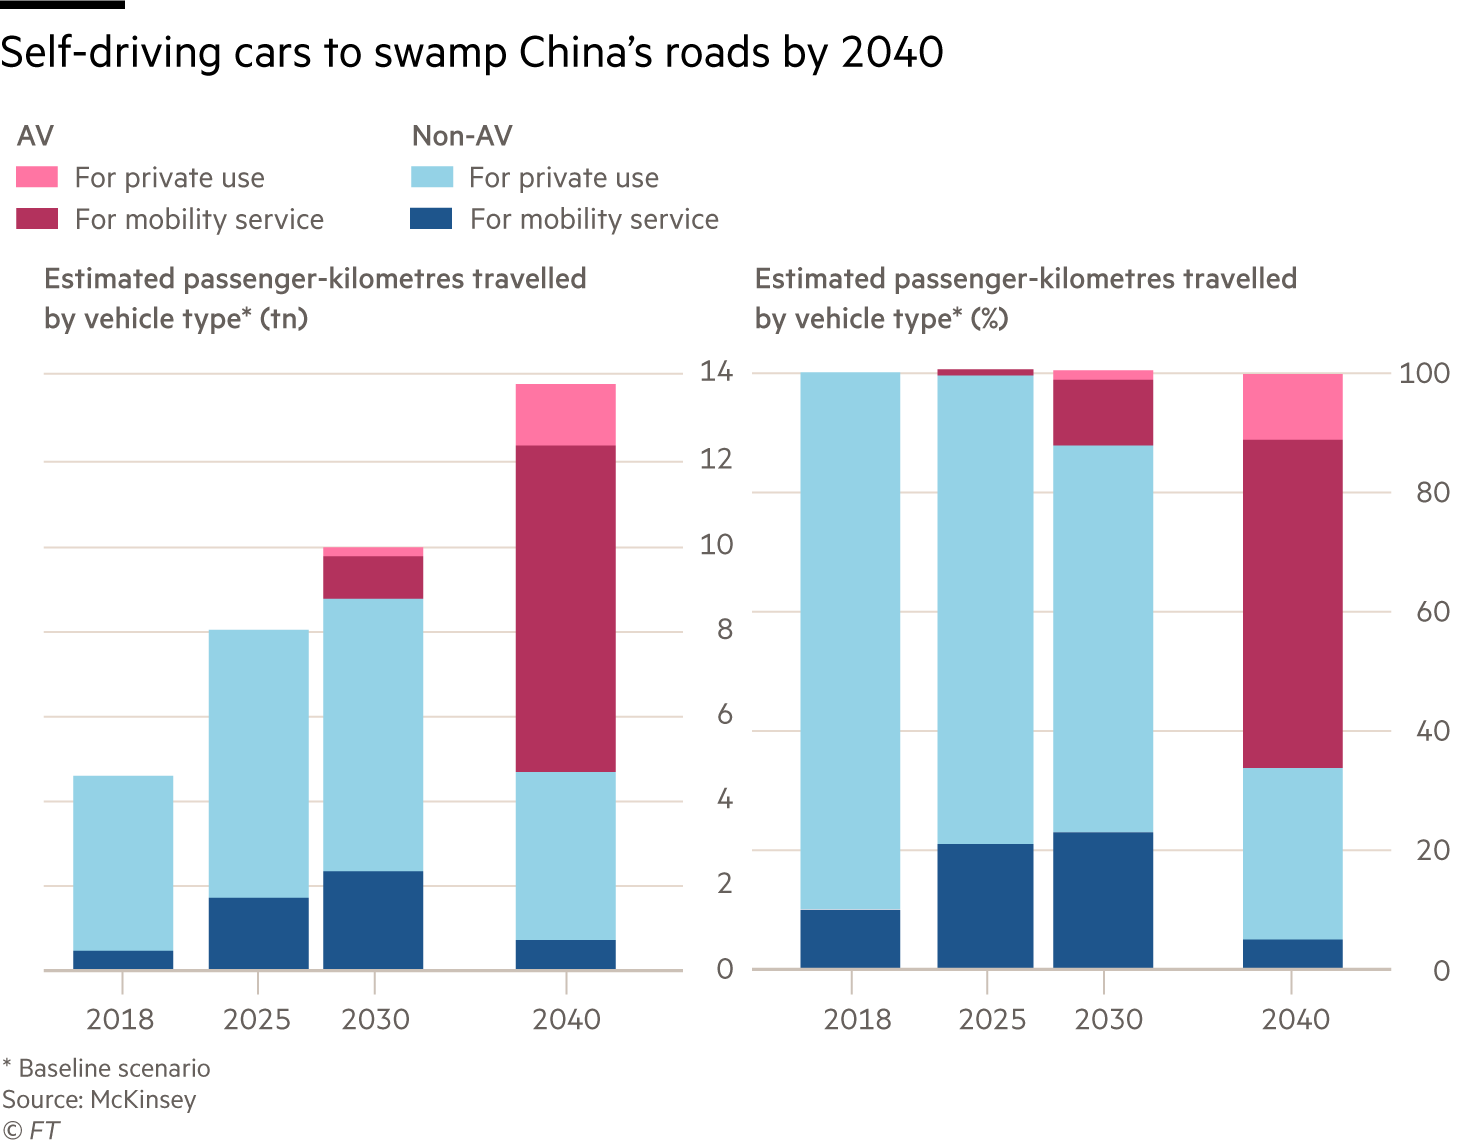 Self-driving cars to swamp China’s roads by 2040
AV
For private use
For mobility service
Non-AV
For private use
For mobility service
Estimated passenger-kilometres travelled
by vehicle type* (tn)
14
12
10
8
6
4
2
0
2018 2025 2030 2040
Estimated passenger-kilometres travelled
by vehicle type* (%)
100
80
60
40
20
0
2018 2025 2030 2040
* Baseline scenario
Source: McKinsey
© FT